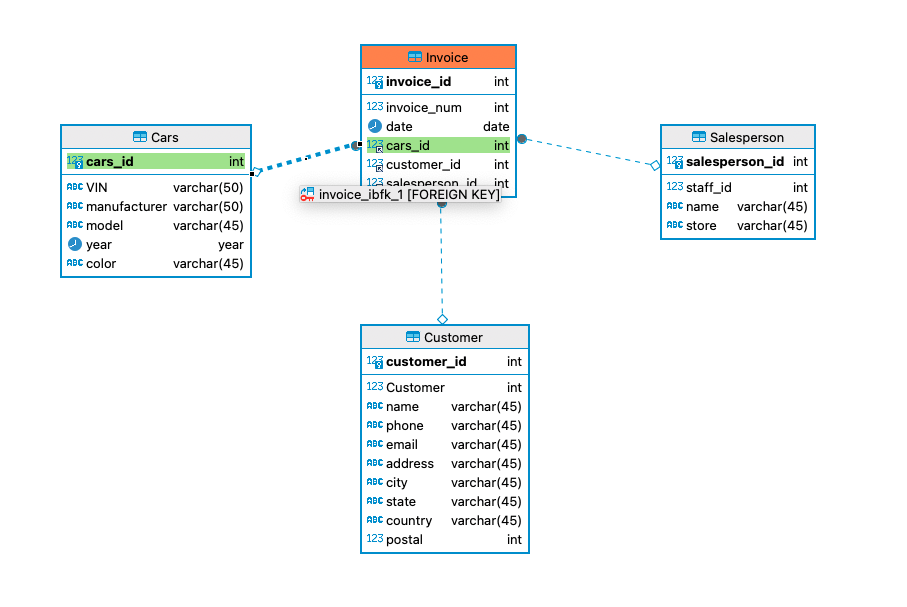 Invoice
123 invoice_id int
123 invoice_num int
date date
123 cars_id int
123 customer_id int
123 salesperson_id int
invoice_ibfk_1 [FOREIGN KEY]
Cars
123 cars_id int
ABC VIN varchar(50)
ABC manufacturer varchar(50)
ABC model varchar(45)
year year
ABC color varchar(45)
Salesperson
123 salesperson_id int
123 staff_id int
ABC name varchar(45)
ABC store varchar(45)
Customer
123 customer_id int
123 Customer int
ABC name varchar(45)
ABC phone varchar(45)
ABC email varchar(45)
ABC address varchar(45)
ABC city varchar(45)
ABC state varchar(45)
ABC country varchar(45)
123 postal int